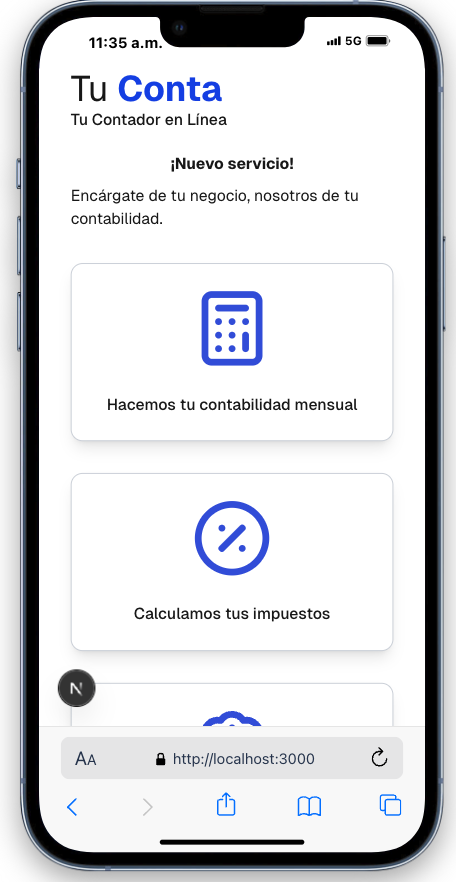 11:35 a.m.
5G
Tu Conta
Tu Contador en Línea
¡Nuevo servicio!
Encárgate de tu negocio, nosotros de tu
contabilidad.
Hacemos tu contabilidad mensual
Calculamos tus impuestos
N
AA
http://localhost:3000